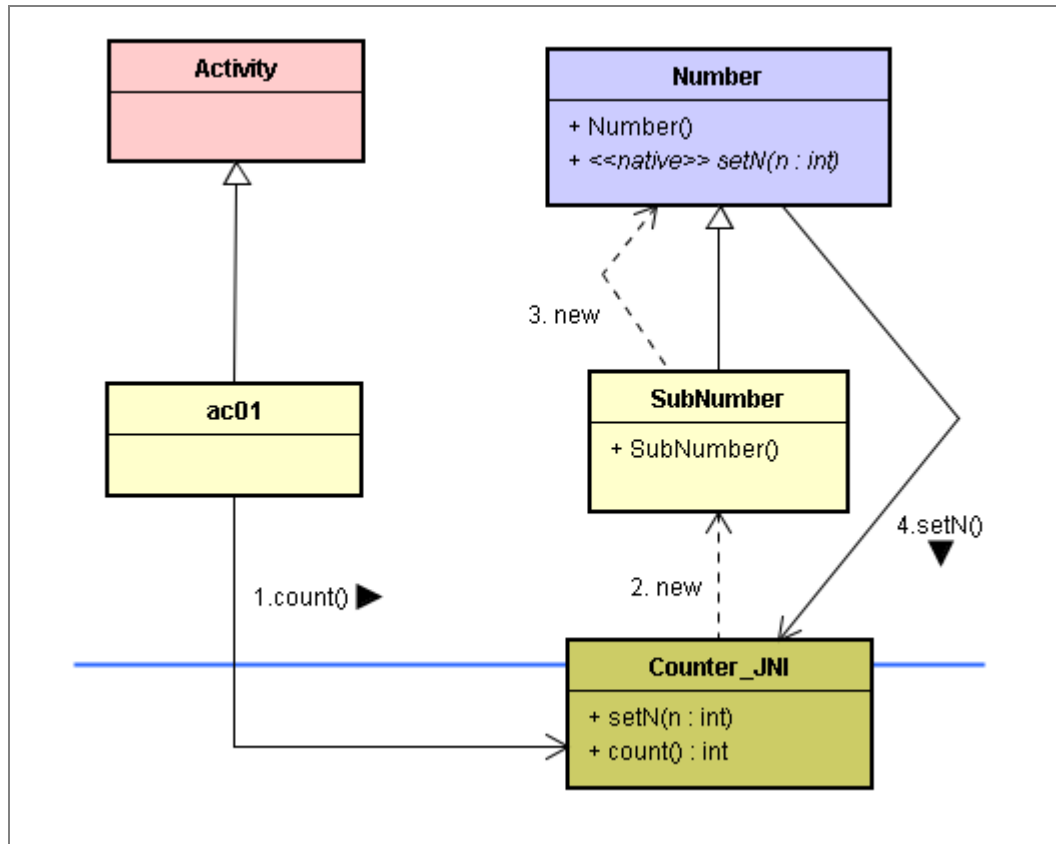 Activity
Number
+ Number()
+ <<native>> setN(n : int)
3. new
ac01
SubNumber
+ SubNumber()
4.setN()
2. new
1.count()
Counter_JNI
+ setN(n : int)
+ count() : int